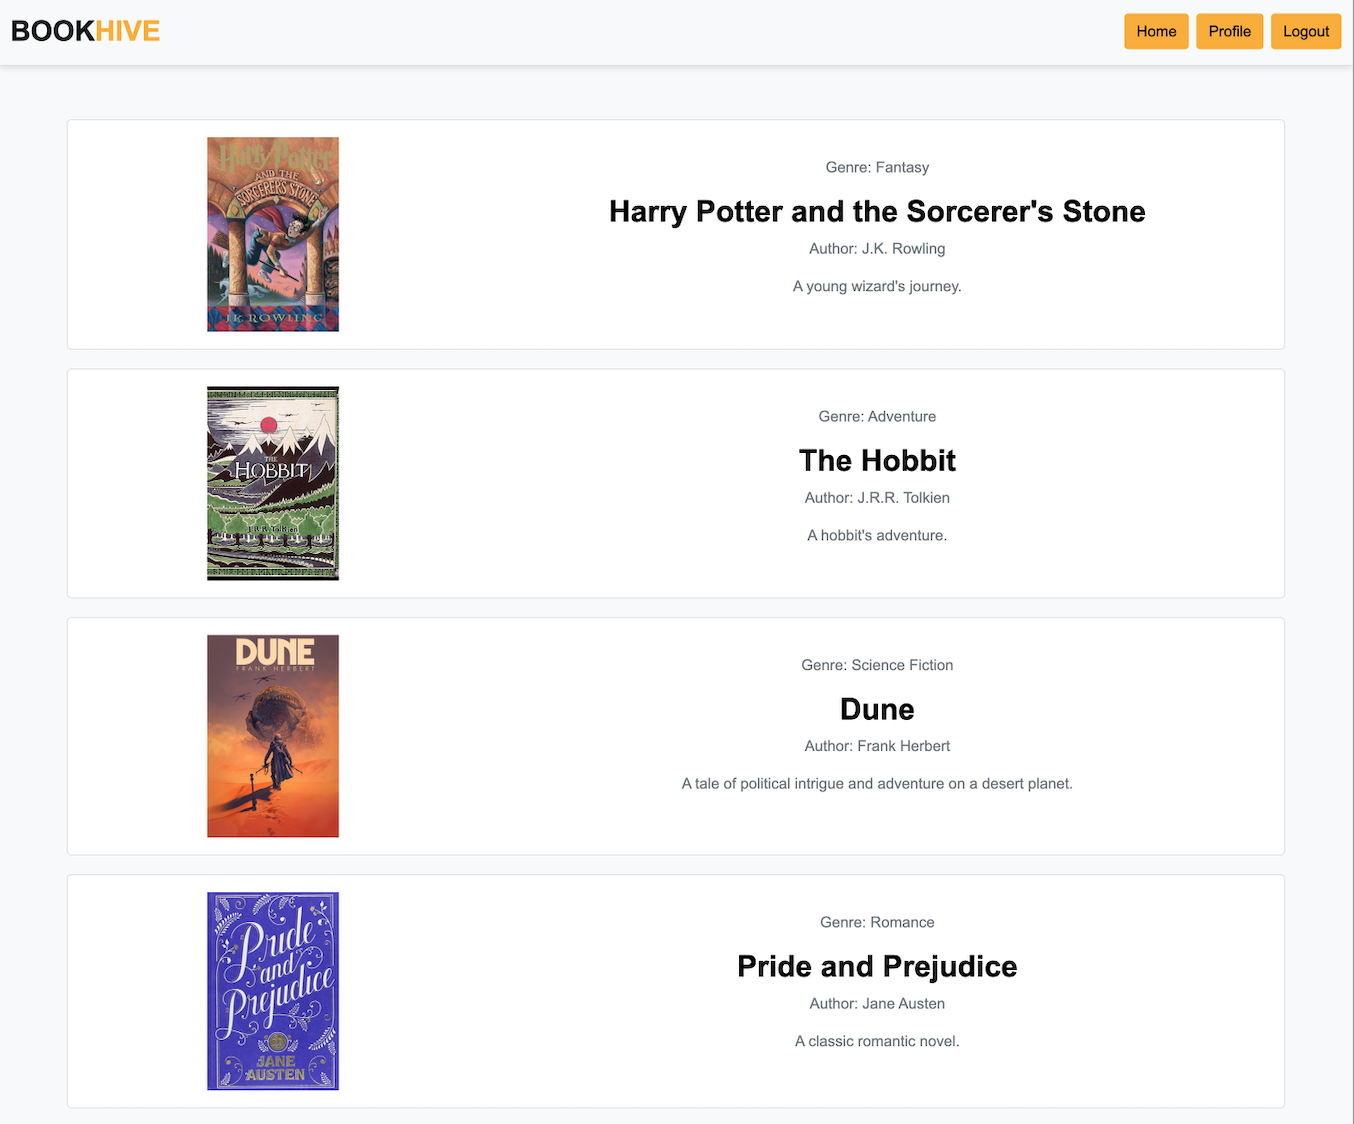 BOOKHIVE
Home
Profile
Logout
Harry Potter
AND THE
SORCERER'S STONE
J.K. ROWLING
Genre: Fantasy
Harry Potter and the Sorcerer's Stone
Author: J.K. Rowling
A young wizard's journey.
THE
HOBBIT
J.R.R. Tolkien
Genre: Adventure
The Hobbit
Author: J.R.R. Tolkien
A hobbit's adventure.
DUNE
FRANK HERBERT
Genre: Science Fiction
Dune
Author: Frank Herbert
A tale of political intrigue and adventure on a desert planet.
Pride
and
Prejudice
JANE
AUSTEN
Genre: Romance
Pride and Prejudice
Author: Jane Austen
A classic romantic novel.